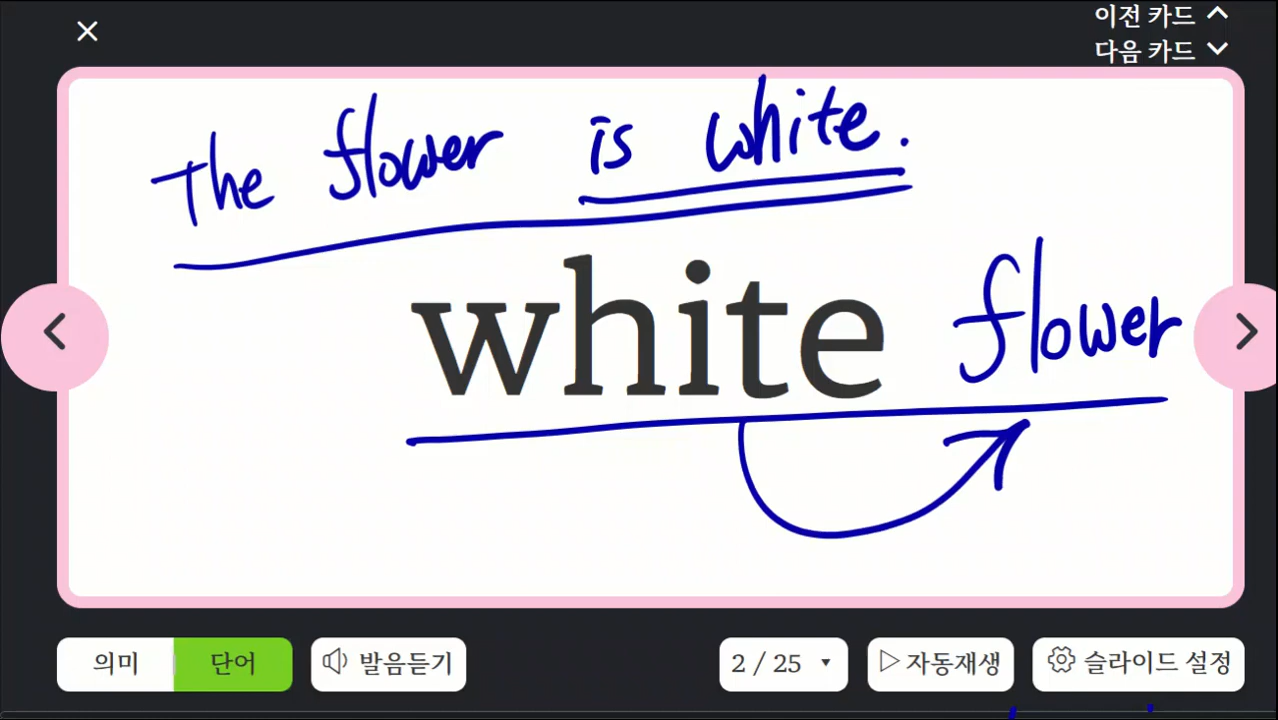 이전 카드
다음 카드
The flower is white.
white flower
의미 단어 발음듣기 2 / 25 자동재생 슬라이드 설정